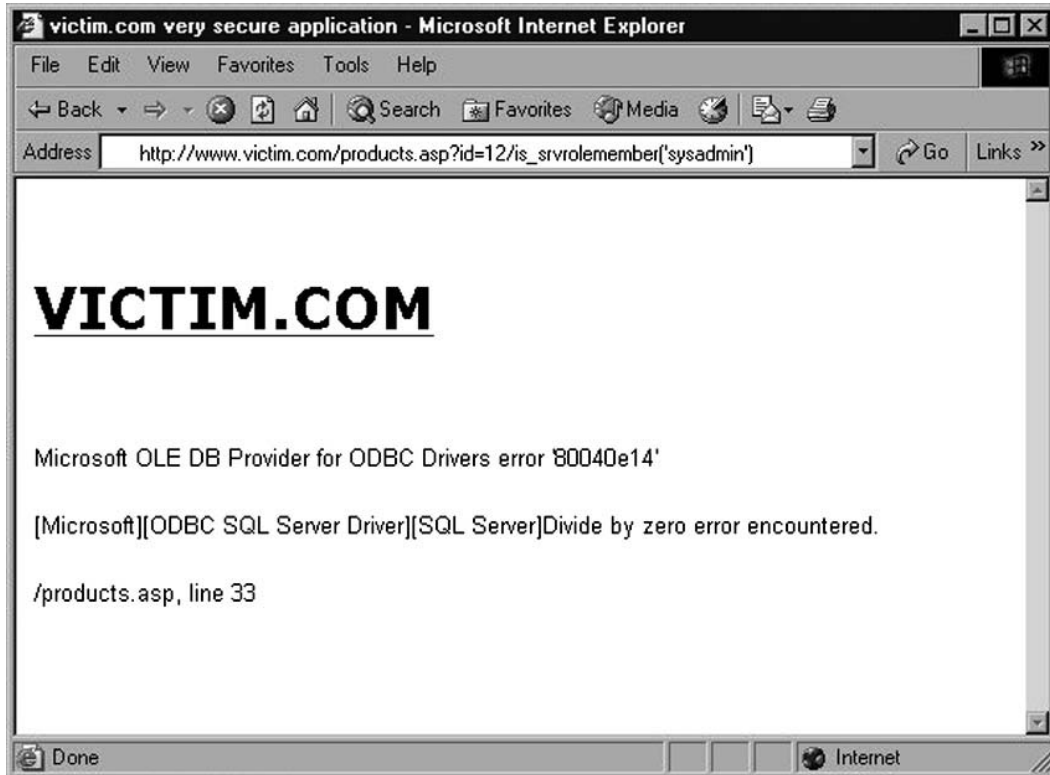 victim.com very secure application - Microsoft Internet Explorer
File Edit View Favorites Tools Help
Back Search Favorites Media
Address http://www.victim.com/products.asp?id=12/is_srvrolemember('sysadmin') Go Links »
VICTIM.COM
Microsoft OLE DB Provider for ODBC Drivers error '80040e14'
[Microsoft][ODBC SQL Server Driver][SQL Server]Divide by zero error encountered.
/products.asp, line 33
Done Internet